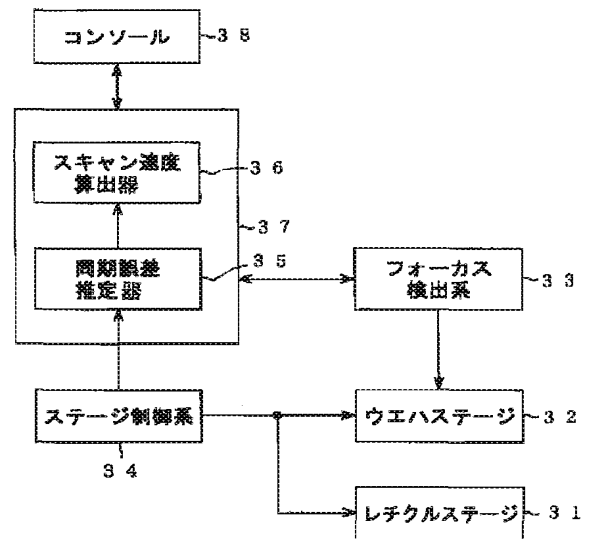 コンソール
38
スキャン速度
算出器
36
37
同期誤差
推定器
35
フォーカス
検出系
33
ステージ制御系
34
ウエハステージ
32
レチクルステージ
31